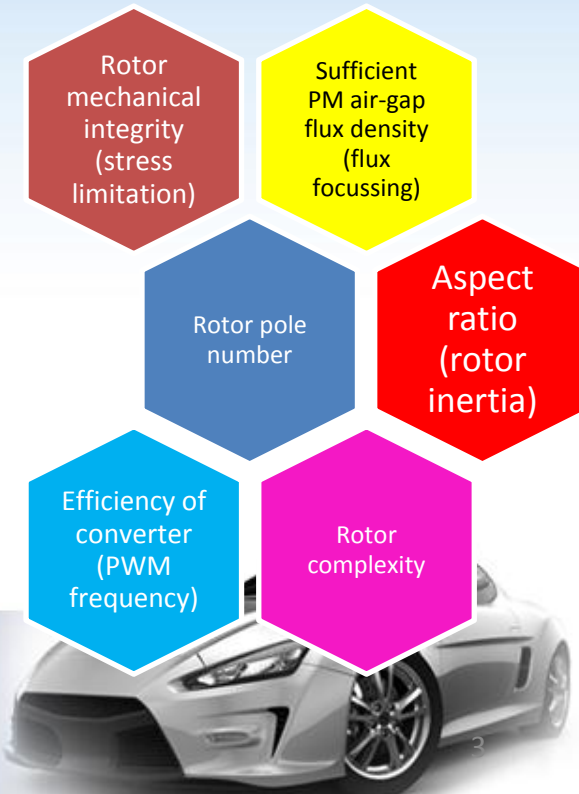 Rotor
mechanical
integrity
(stress
limitation)
Sufficient
PM air-gap
flux density
(flux
focussing)
Rotor pole
number
Aspect
ratio
(rotor
inertia)
Efficiency of
converter
(PWM
frequency)
Rotor
complexity
3